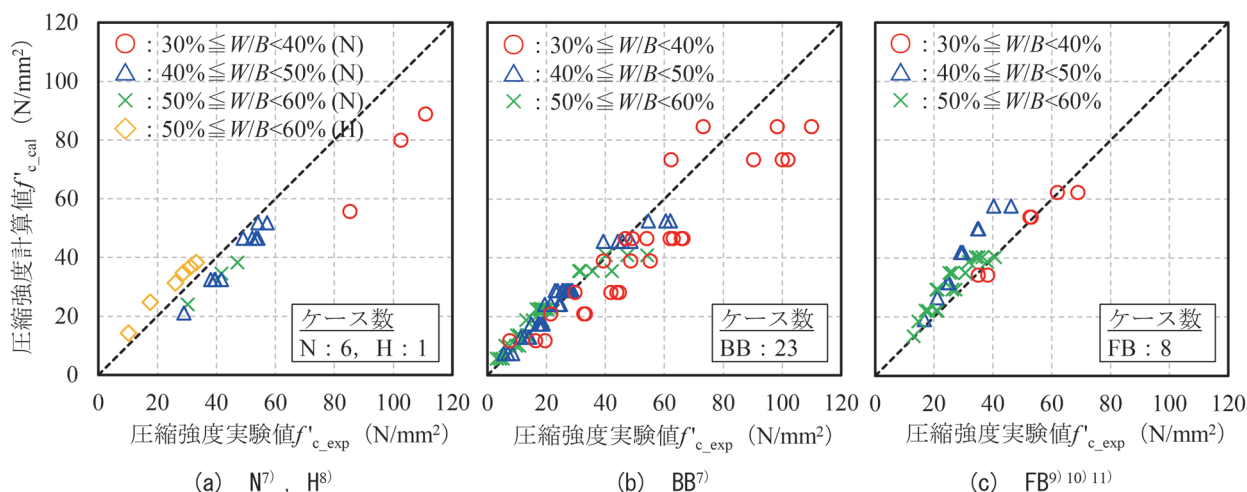 圧縮強度計算値f'c_cal (N/mm²)
120
100
80
60
40
20
0
○ : 30%≦W/B<40% (N)
△ : 40%≦W/B<50% (N)
× : 50%≦W/B<60% (N)
◇ : 50%≦W/B<60% (H)
ケース数
N : 6, H : 1
0 20 40 60 80 100 120
圧縮強度実験値f'c_exp (N/mm²)
(a) N⁷⁾, H⁸⁾
○ : 30%≦W/B<40%
△ : 40%≦W/B<50%
× : 50%≦W/B<60%
ケース数
BB : 23
0 20 40 60 80 100 120
圧縮強度実験値f'c_exp (N/mm²)
(b) BB⁷⁾
○ : 30%≦W/B<40%
△ : 40%≦W/B<50%
× : 50%≦W/B<60%
ケース数
FB : 8
0 20 40 60 80 100 120
圧縮強度実験値f'c_exp (N/mm²)
(c) FB⁹⁾ ¹⁰⁾ ¹¹⁾